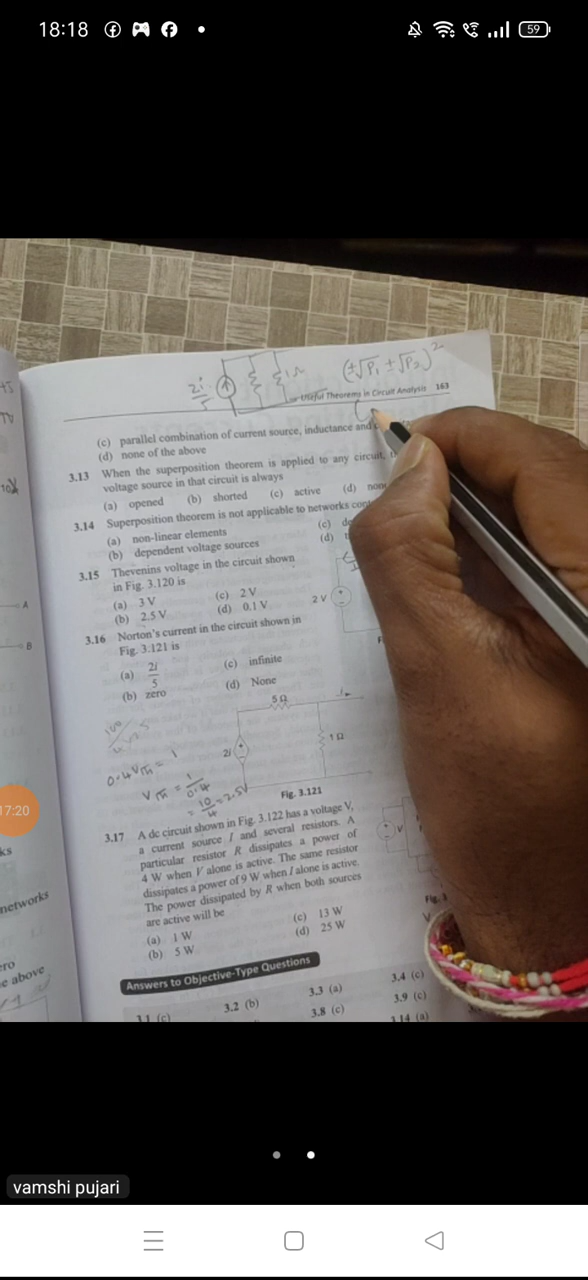 18:18
59
2i
1Ω
(±√P₁ ± √P₂)²
Useful Theorems in Circuit Analysis 163
(c) parallel combination of current source, inductance and
(d) none of the above
3.13 When the superposition theorem is applied to any circuit,
voltage source in that circuit is always
(a) opened (b) shorted (c) active (d)
3.14 Superposition theorem is not applicable to networks
(a) non-linear elements (c)
(b) dependent voltage sources (d)
3.15 Thevenins voltage in the circuit shown
in Fig. 3.120 is
(a) 3 V (c) 2 V
(b) 2.5 V (d) 0.1 V
2 V
3.16 Norton's current in the circuit shown in
Fig. 3.121 is
(a) 2i/5 (c) infinite
(b) zero (d) None
5 Ω
1 Ω
2i
Fig. 3.121
0.4 VTh = 1
VTh = 1/0.4
= 10/4 = 2.5V
3.17 A dc circuit shown in Fig. 3.122 has a voltage V,
a current source I and several resistors. A
particular resistor R dissipates a power of
4 W when V alone is active. The same resistor
dissipates a power of 9 W when I alone is active.
The power dissipated by R when both sources
are active will be
(a) 1 W (c) 13 W
(b) 5 W (d) 25 W
V
A
B
17:20
networks
e above
Answers to Objective-Type Questions
3.1 (c) 3.2 (b) 3.3 (a) 3.4 (c)
3.8 (c) 3.9 (c)
3.14 (a)
vamshi pujari